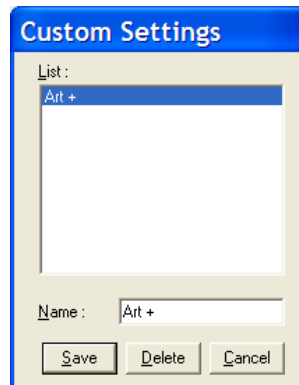 Custom Settings
List :
Art +
Name : Art +
Save Delete Cancel